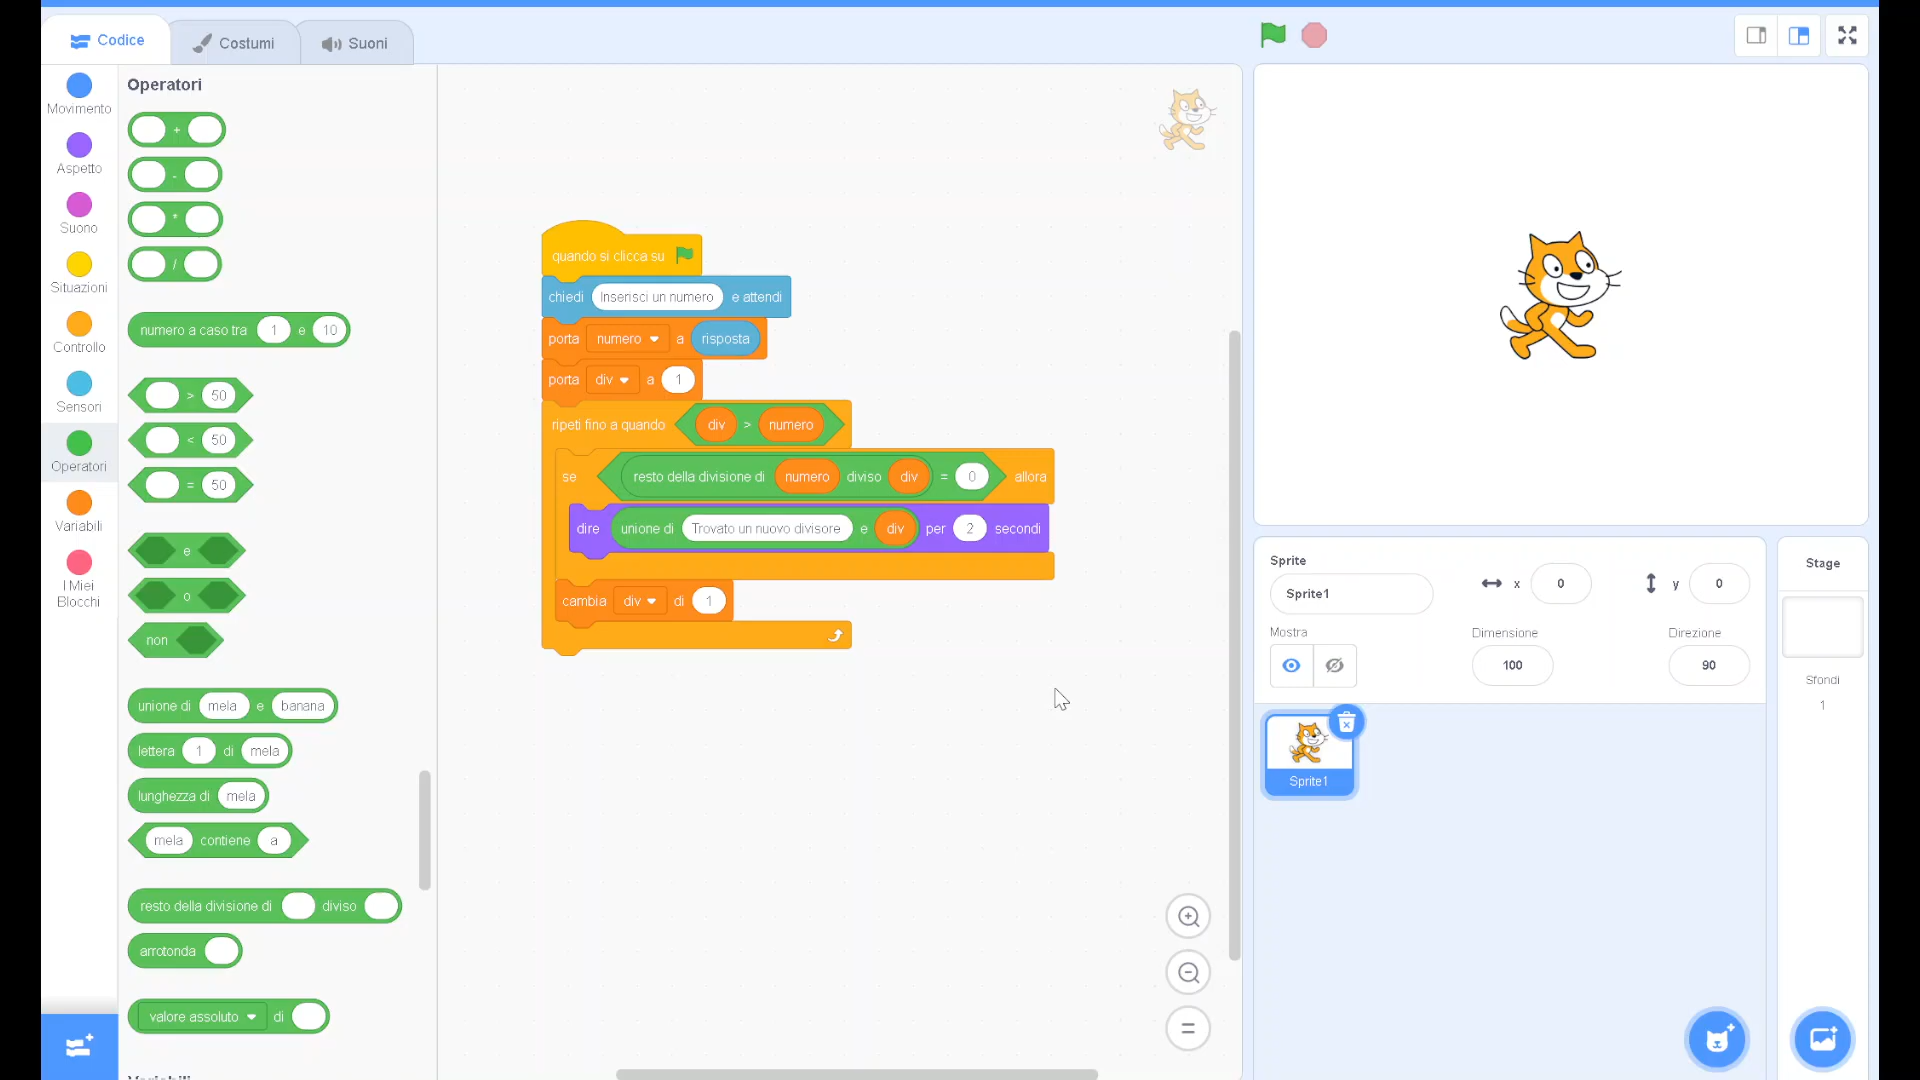 Codice
Costumi
Suoni
Movimento
Aspetto
Suono
Situazioni
Controllo
Sensori
Operatori
Variabili
I Miei
Blocchi
Operatori
+
-
*
/
numero a caso tra 1 e 10
> 50
< 50
= 50
e
o
non
unione di mela e banana
lettera 1 di mela
lunghezza di mela
mela contiene a
resto della divisione di diviso
arrotonda
valore assoluto di
Variabili
quando si clicca su
chiedi Inserisci un numero e attendi
porta numero a risposta
porta div a 1
ripeti fino a quando div > numero
se resto della divisione di numero diviso div = 0 allora
dire unione di Trovato un nuovo divisore e div per 2 secondi
cambia div di 1
Sprite
Sprite1
x 0
y 0
Mostra
Dimensione
100
Direzione
90
Sprite1
Stage
Sfondi
1